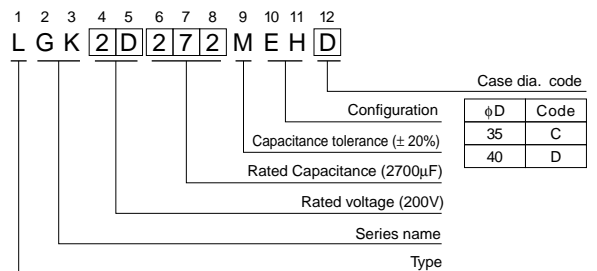 1 2 3 4 5 6 7 8 9 10 11 12
L G K 2 D 2 7 2 M E H D
Case dia. code
Configuration
Capacitance tolerance (± 20%)
Rated Capacitance (2700μF)
Rated voltage (200V)
Series name
Type
ϕD Code
35 C
40 D